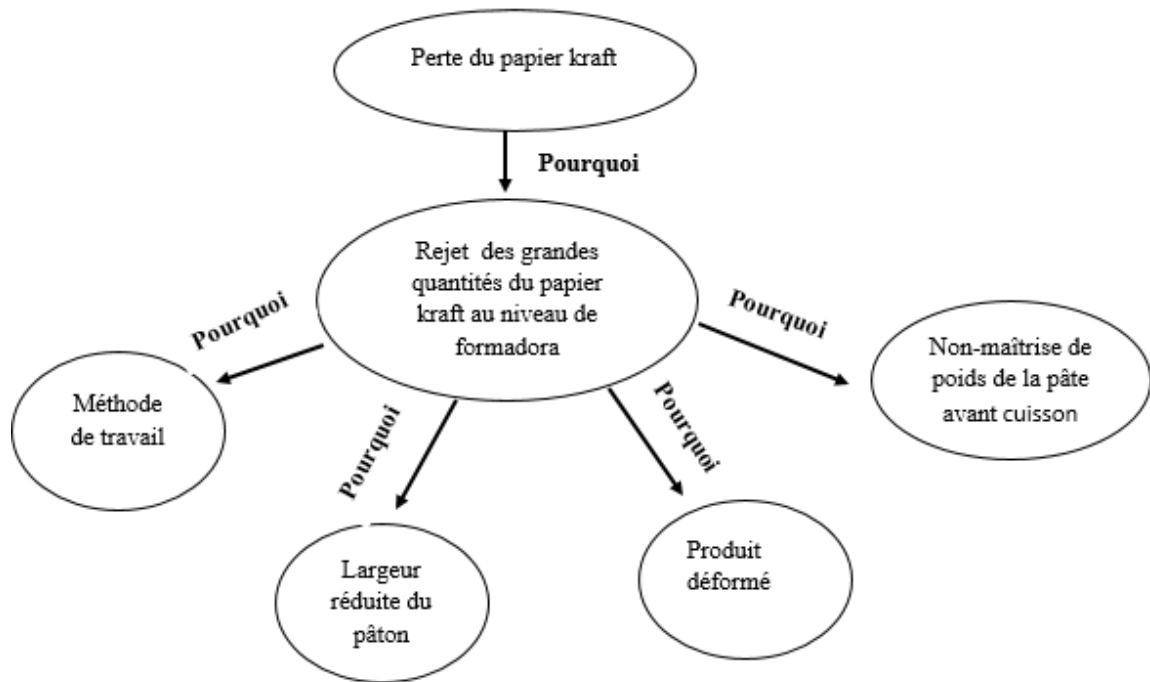 Perte du papier kraft
Pourquoi
Rejet des grandes
quantités du papier
kraft au niveau de
formadora
Pourquoi
Méthode
de travail
Pourquoi
Largeur
réduite du
pâton
Pourquoi
Produit
déformé
Pourquoi
Non-maîtrise de
poids de la pâte
avant cuisson